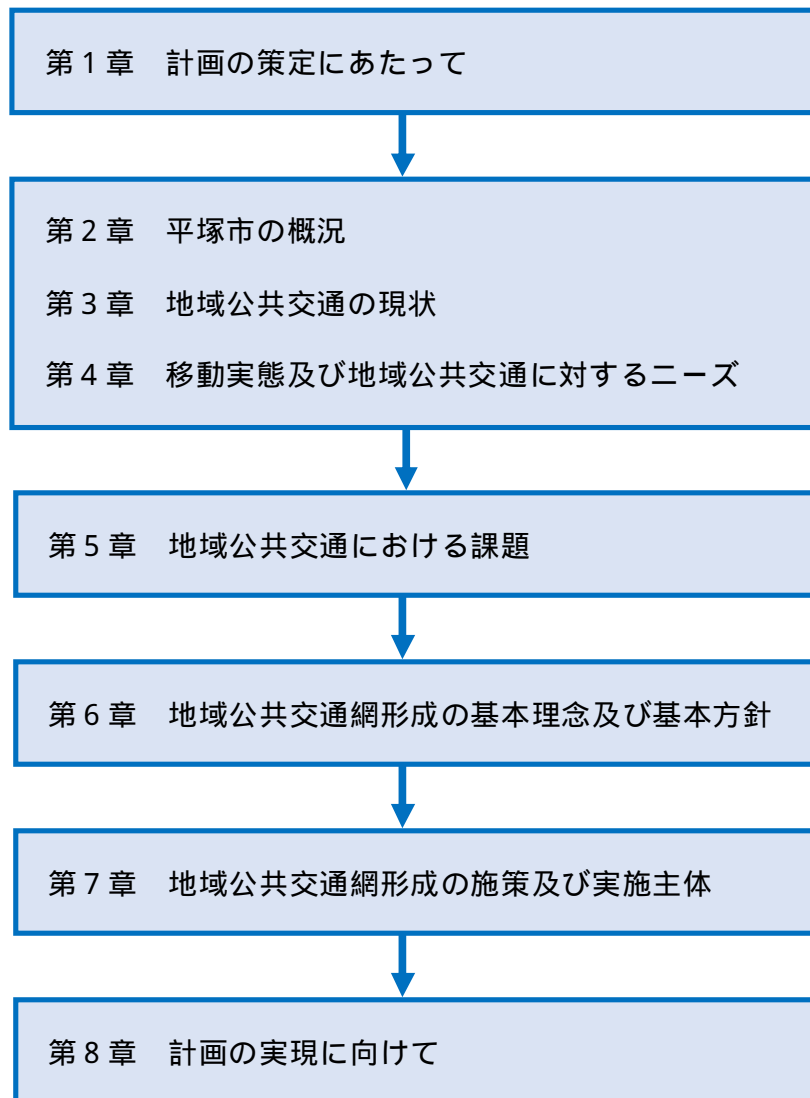 第1章　計画の策定にあたって
第2章　平塚市の概況
第3章　地域公共交通の現状
第4章　移動実態及び地域公共交通に対するニーズ
第5章　地域公共交通における課題
第6章　地域公共交通網形成の基本理念及び基本方針
第7章　地域公共交通網形成の施策及び実施主体
第8章　計画の実現に向けて